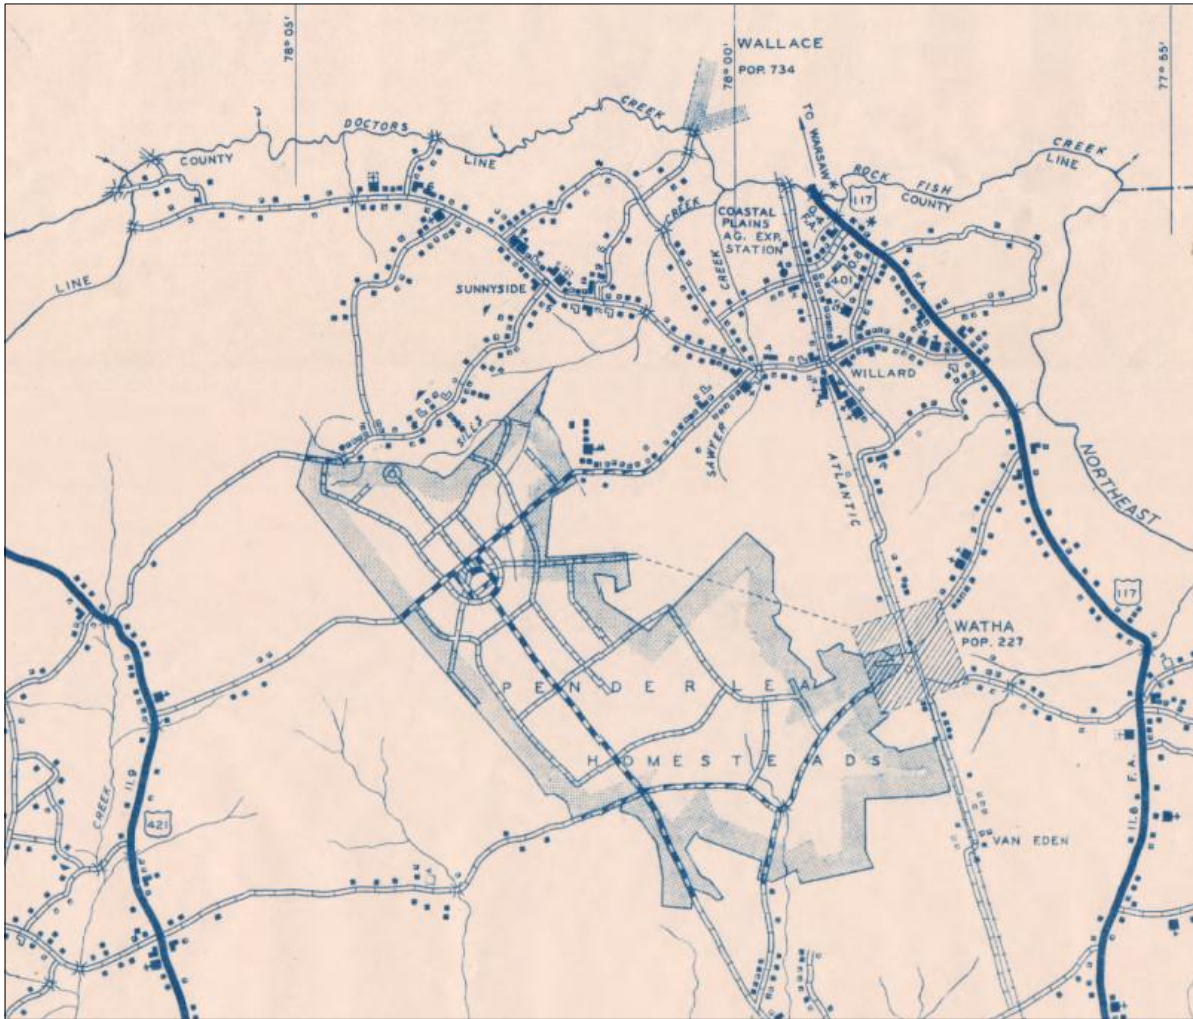 78° 05'
78° 00'
77° 55'
WALLACE
POP. 734
DOCTORS
CREEK
COUNTY
LINE
TO WARSAW
ROCK FISH
CREEK
COUNTY
LINE
117
COASTAL
PLAINS
AG. EXP.
STATION
CREEK
CREEK
F.A.
401
F.A.
LINE
SUNNYSIDE
WILLARD
SILLS
SAWYER
ATLANTIC
NORTHEAST
117
WATHA
POP. 227
PENDERLEA
HOMESTEADS
11.9
CREEK
421
11.8 F.A.
VAN EDEN